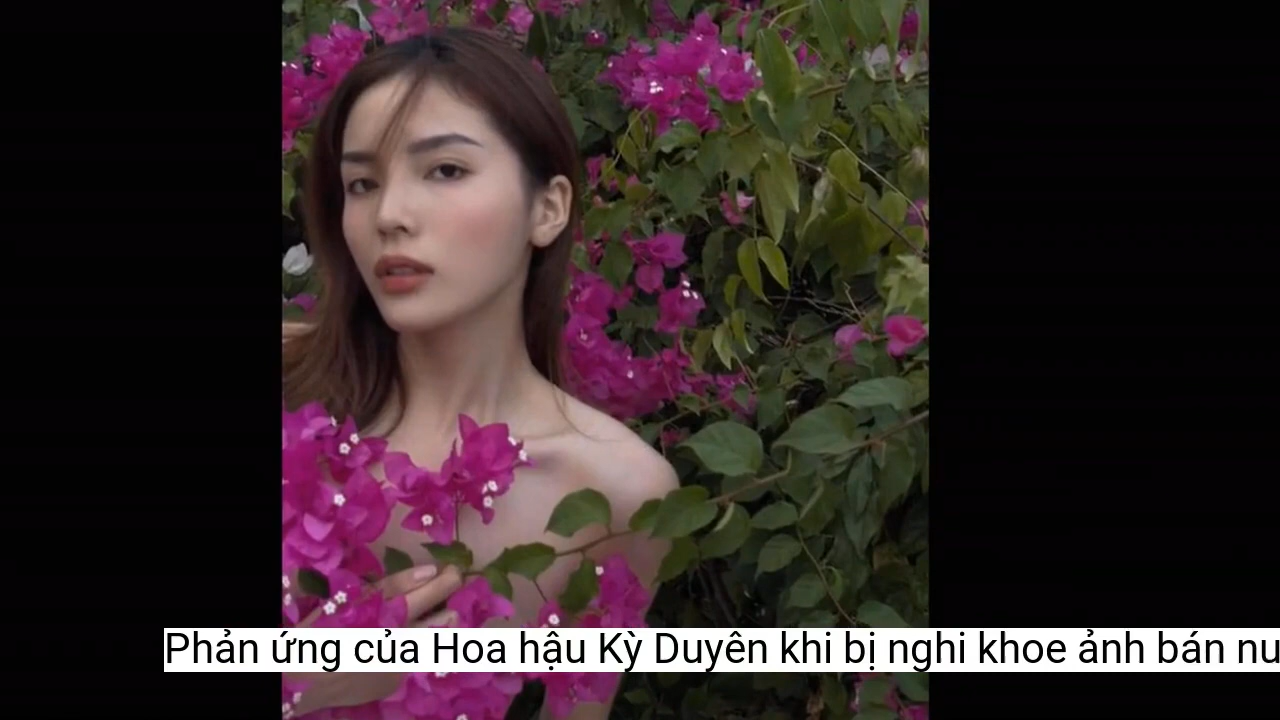 Phản ứng của Hoa hậu Kỳ Duyên khi bị nghi khoe ảnh bán nu